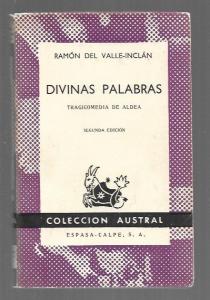 RAMÓN DEL VALLE-INCLÁN
DIVINAS PALABRAS
TRAGICOMEDIA DE ALDEA
SEGUNDA EDICIÓN
COLECCION AUSTRAL
ESPASA-CALPE, S. A.